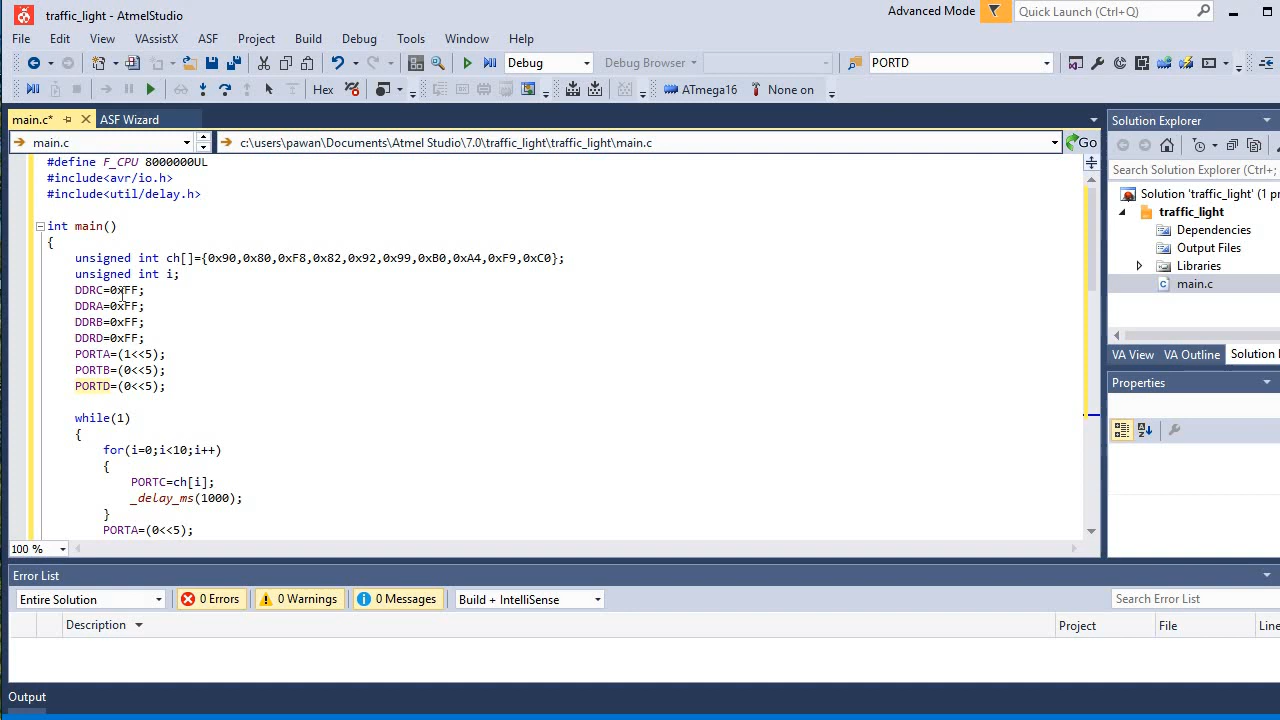 traffic_light - AtmelStudio
Advanced Mode
Quick Launch (Ctrl+Q)
File Edit View VAssistX ASF Project Build Debug Tools Window Help
Debug Debug Browser PORTD
Hex ATmega16 None on
main.c* ASF Wizard
main.c c:\users\pawan\Documents\Atmel Studio\7.0\traffic_light\traffic_light\main.c Go
#define F_CPU 8000000UL
#include<avr/io.h>
#include<util/delay.h>
int main()
{
unsigned int ch[]={0x90,0x80,0xF8,0x82,0x92,0x99,0xB0,0xA4,0xF9,0xC0};
unsigned int i;
DDRC=0xFF;
DDRA=0xFF;
DDRB=0xFF;
DDRD=0xFF;
PORTA=(1<<5);
PORTB=(0<<5);
PORTD=(0<<5);
while(1)
{
for(i=0;i<10;i++)
{
PORTC=ch[i];
_delay_ms(1000);
}
PORTA=(0<<5);
100 %
Solution Explorer
Search Solution Explorer (Ctrl+;
Solution 'traffic_light' (1 p
traffic_light
Dependencies
Output Files
Libraries
main.c
VA View VA Outline Solution
Properties
Error List
Entire Solution 0 Errors 0 Warnings 0 Messages Build + IntelliSense Search Error List
Description Project File Line
Output